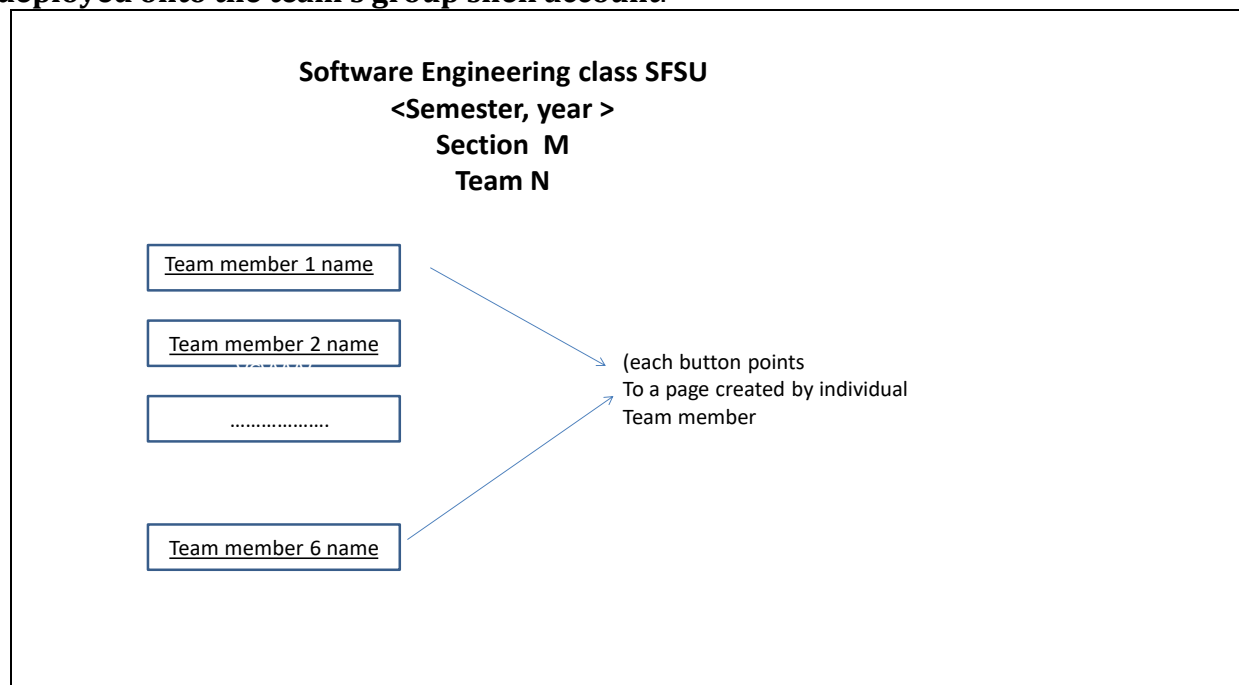 deployed onto the team's group shell account.
Software Engineering class SFSU
<Semester, year >
Section M
Team N
Team member 1 name
Team member 2 name
……………….
Team member 6 name
(each button points
To a page created by individual
Team member